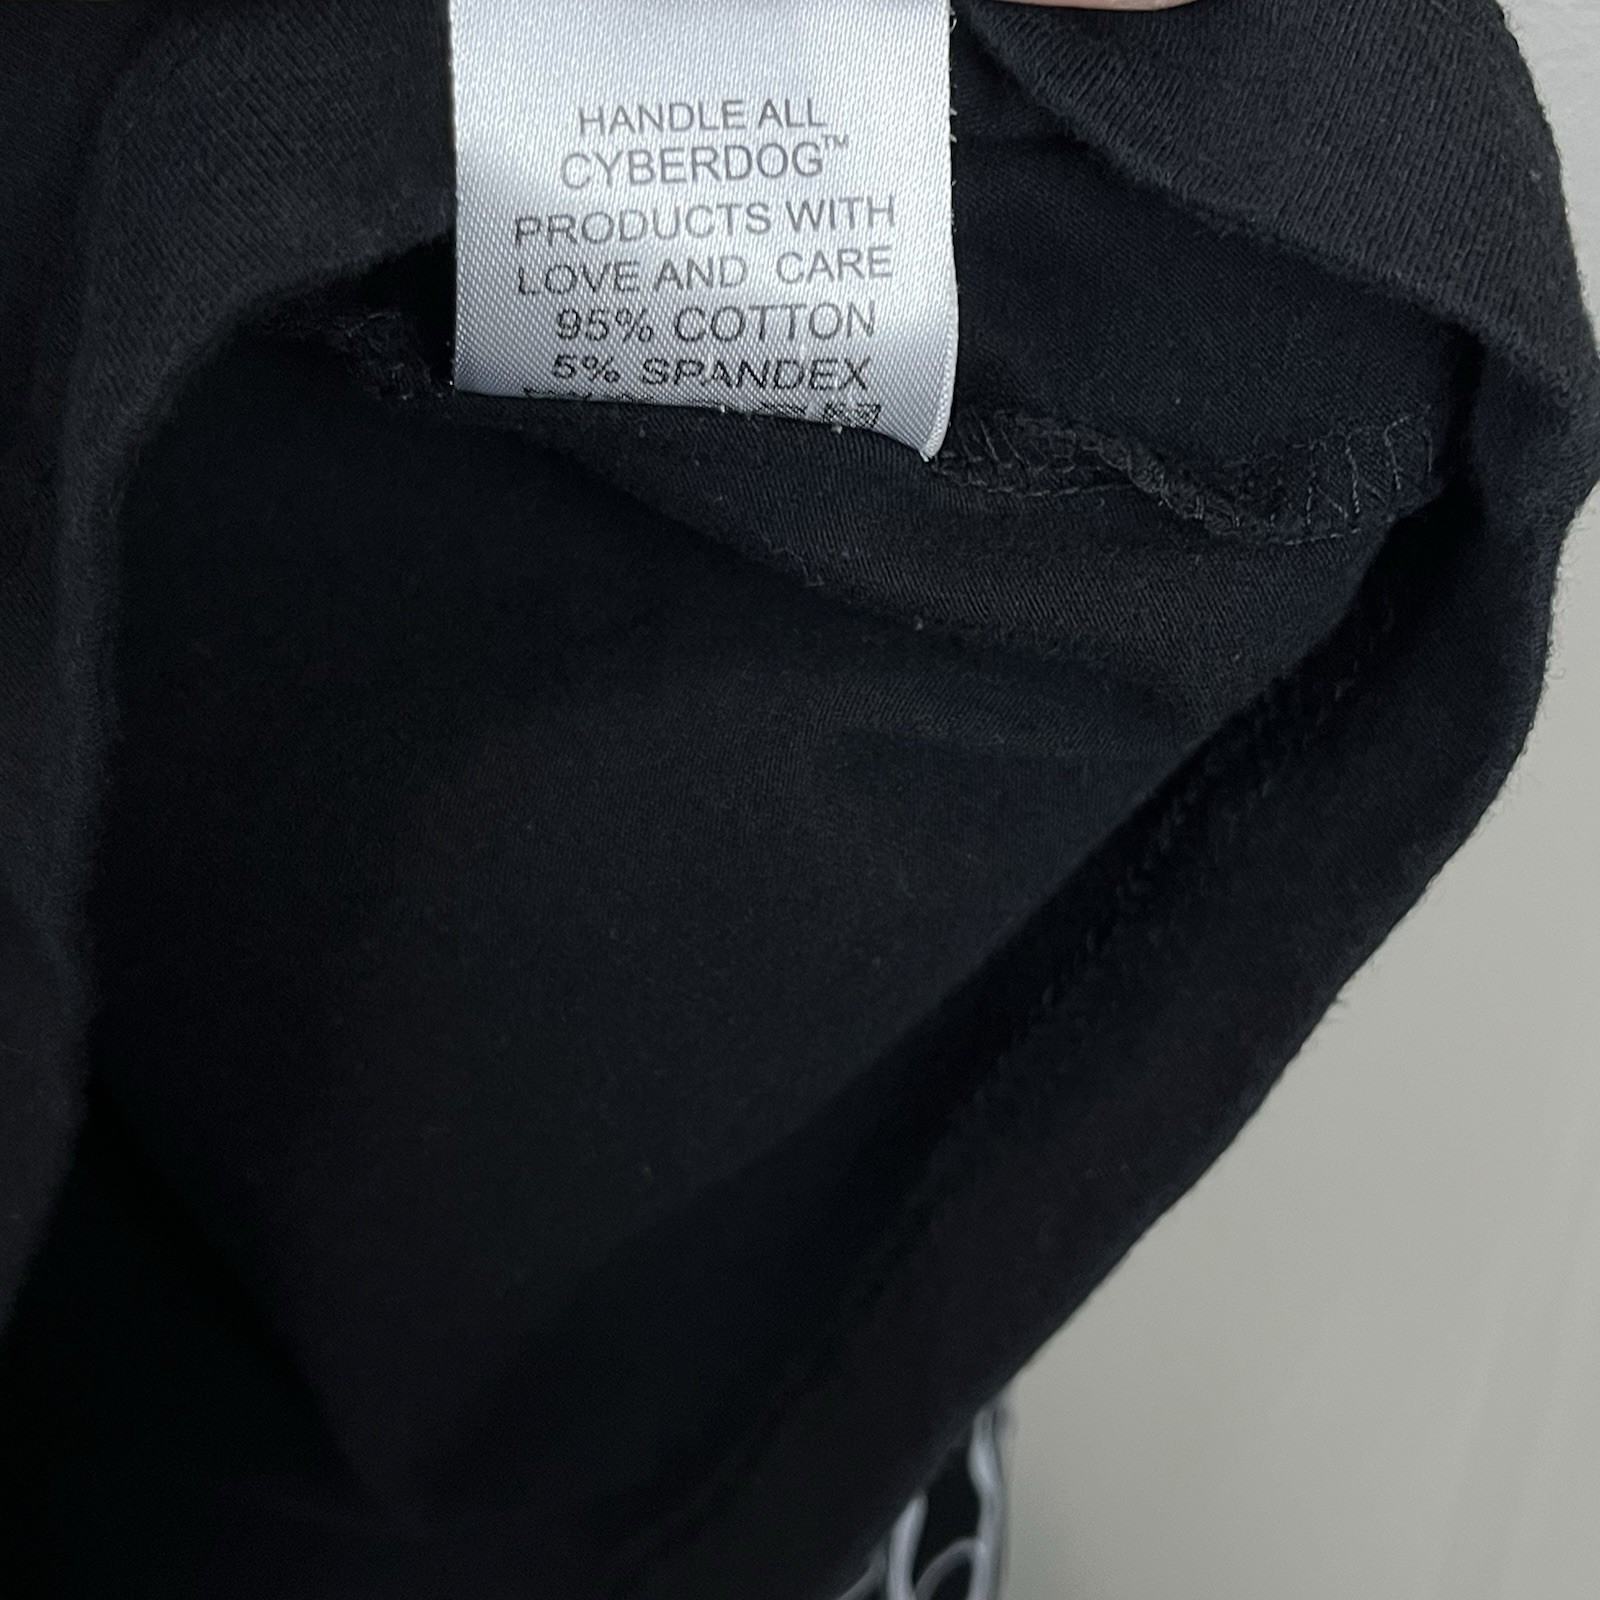 HANDLE ALL
CYBERDOG™
PRODUCTS WITH
LOVE AND CARE
95% COTTON
5% SPANDEX